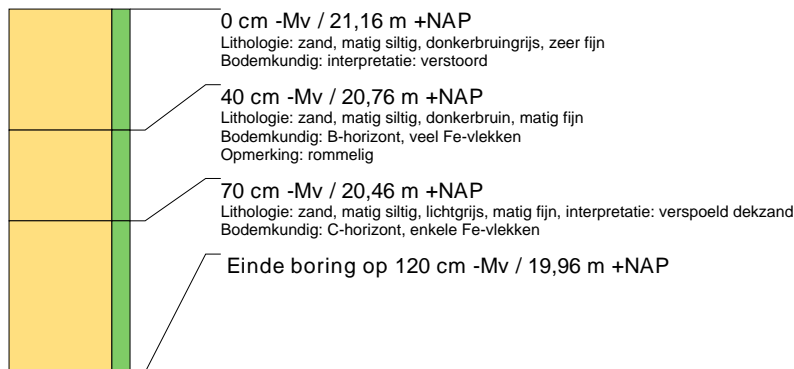 0 cm -Mv / 21,16 m +NAP
Lithologie: zand, matig siltig, donkerbruingrijs, zeer fijn
Bodemkundig: interpretatie: verstoord
40 cm -Mv / 20,76 m +NAP
Lithologie: zand, matig siltig, donkerbruin, matig fijn
Bodemkundig: B-horizont, veel Fe-vlekken
Opmerking: rommelig
70 cm -Mv / 20,46 m +NAP
Lithologie: zand, matig siltig, lichtgrijs, matig fijn, interpretatie: verspoeld dekzand
Bodemkundig: C-horizont, enkele Fe-vlekken
Einde boring op 120 cm -Mv / 19,96 m +NAP